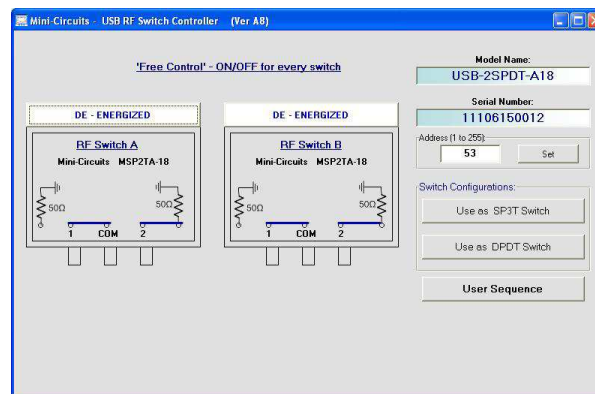 Mini-Circuits - USB RF Switch Controller (Ver A8)
'Free Control' - ON/OFF for every switch
Model Name:
USB-2SPDT-A18
Serial Number:
11106150012
Address (1 to 255):
53 Set
DE - ENERGIZED
RF Switch A
Mini-Circuits MSP2TA-18
50Ω 50Ω
1 COM 2
DE - ENERGIZED
RF Switch B
Mini-Circuits MSP2TA-18
50Ω 50Ω
1 COM 2
Switch Configurations:
Use as SP3T Switch
Use as DPDT Switch
User Sequence